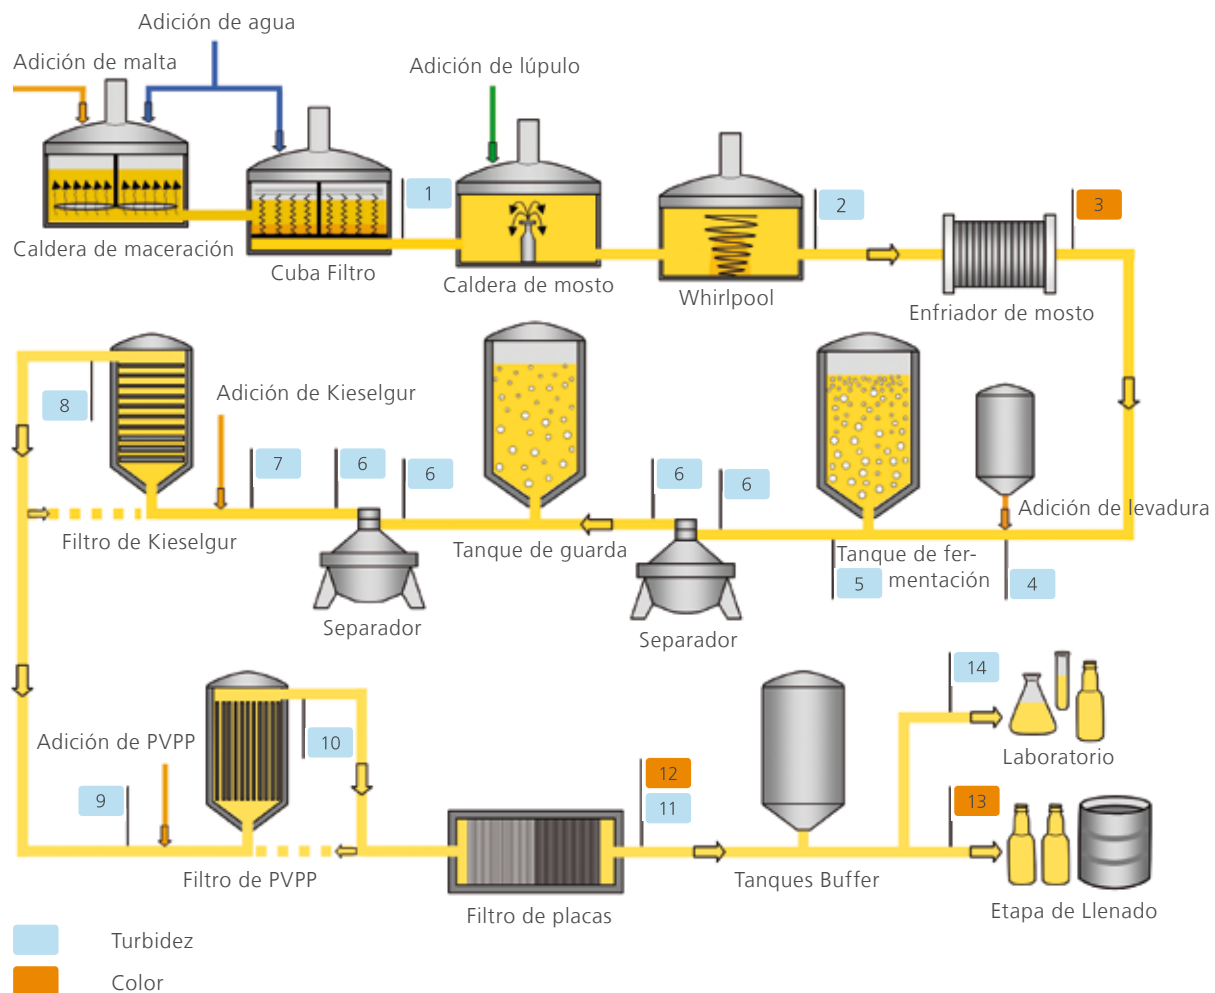 Adición de agua
Adición de malta
Adición de lúpulo
1
2
3
Caldera de maceración
Cuba Filtro
Caldera de mosto
Whirlpool
Enfriador de mosto
8
Adición de Kieselgur
7
6
6
6
6
Adición de levadura
Filtro de Kieselgur
Tanque de guarda
Tanque de fer-
mentación
5
4
Separador
Separador
14
Adición de PVPP
10
Laboratorio
9
12
11
13
Filtro de PVPP
Filtro de placas
Tanques Buffer
Etapa de Llenado
Turbidez
Color